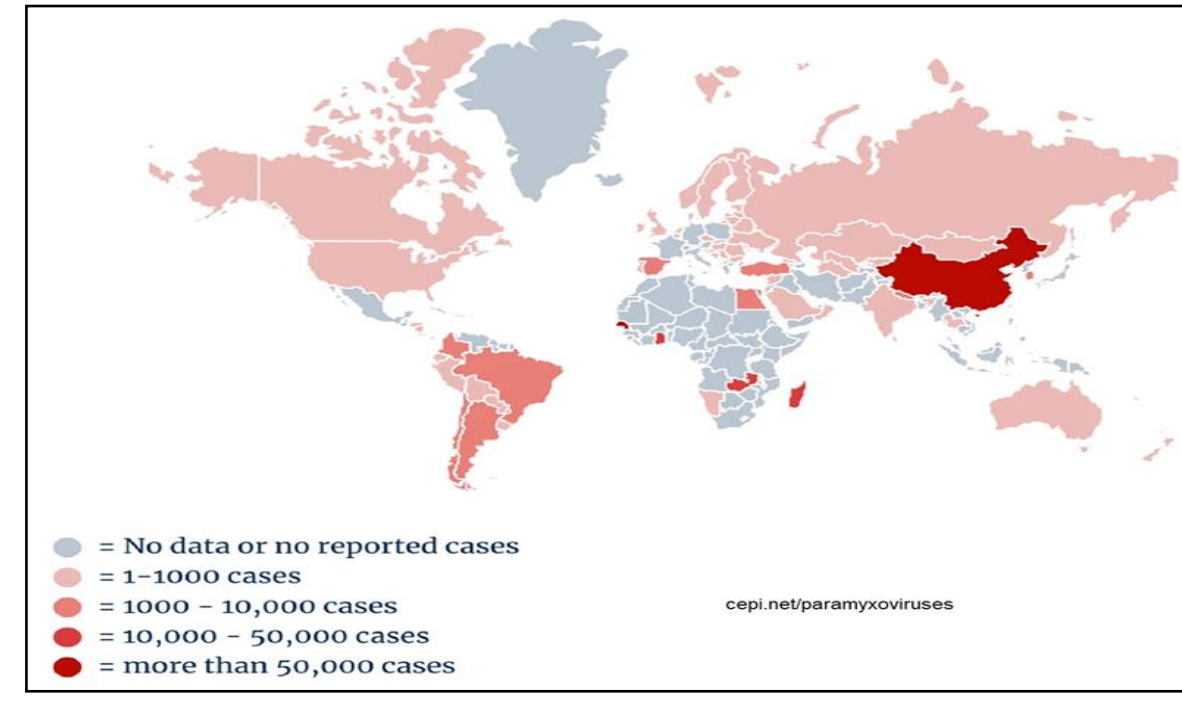 = No data or no reported cases
= 1-1000 cases
= 1000 - 10,000 cases
= 10,000 - 50,000 cases
= more than 50,000 cases
cepi.net/paramyxoviruses